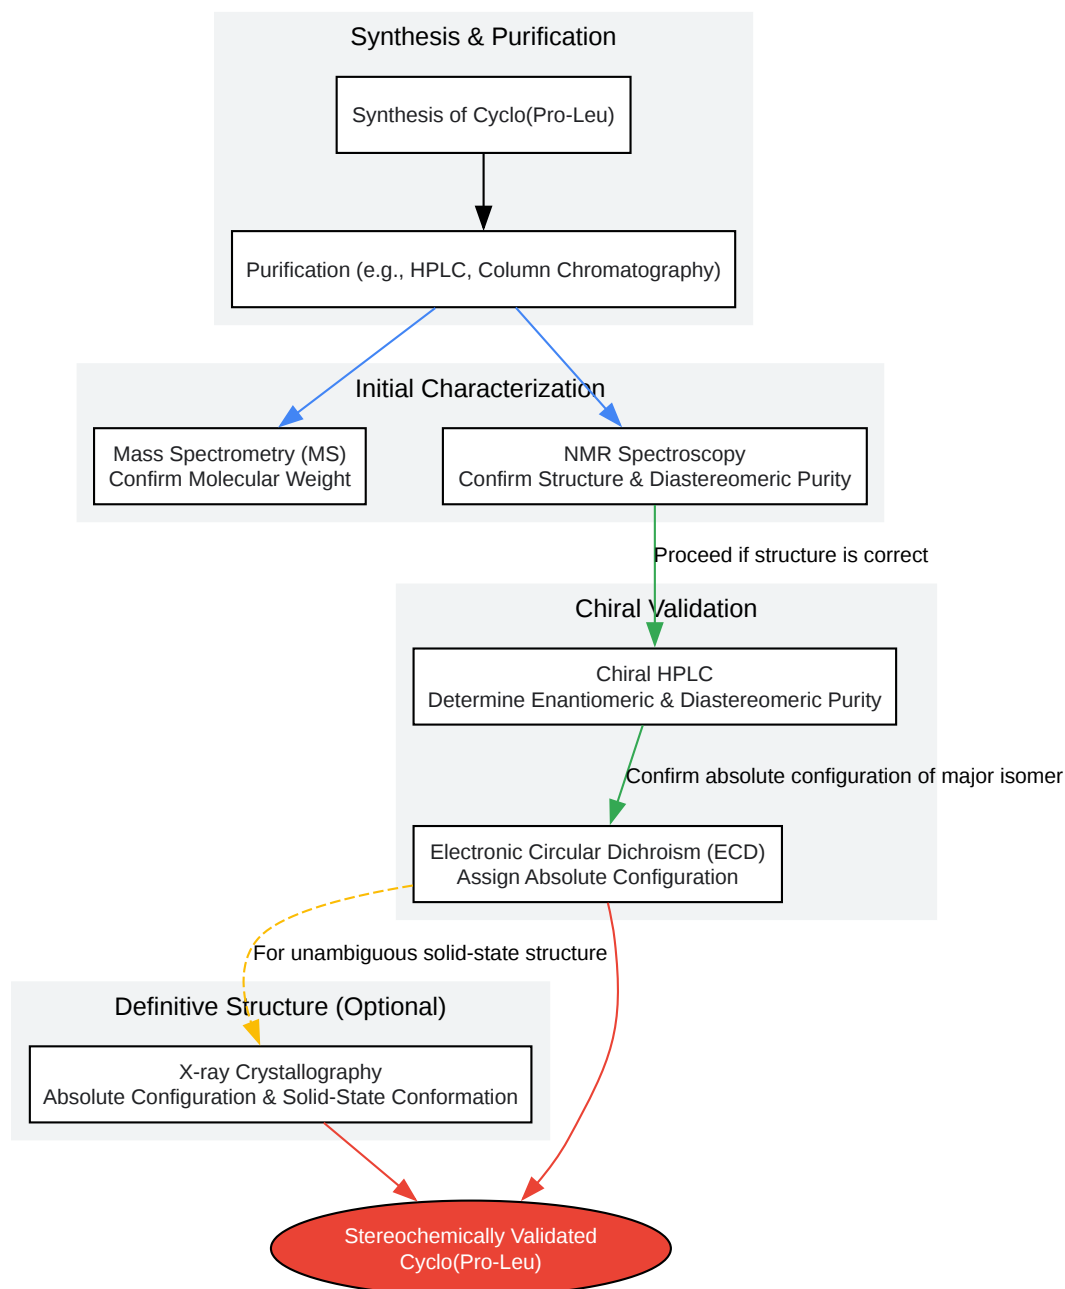 Synthesis & Purification
Synthesis of Cyclo(Pro-Leu)
Purification (e.g., HPLC, Column Chromatography)
Initial Characterization
Mass Spectrometry (MS)
Confirm Molecular Weight
NMR Spectroscopy
Confirm Structure & Diastereomeric Purity
Proceed if structure is correct
Chiral Validation
Chiral HPLC
Determine Enantiomeric & Diastereomeric Purity
Confirm absolute configuration of major isomer
Electronic Circular Dichroism (ECD)
Assign Absolute Configuration
For unambiguous solid-state structure
Definitive Structure (Optional)
X-ray Crystallography
Absolute Configuration & Solid-State Conformation
Stereochemically Validated
Cyclo(Pro-Leu)